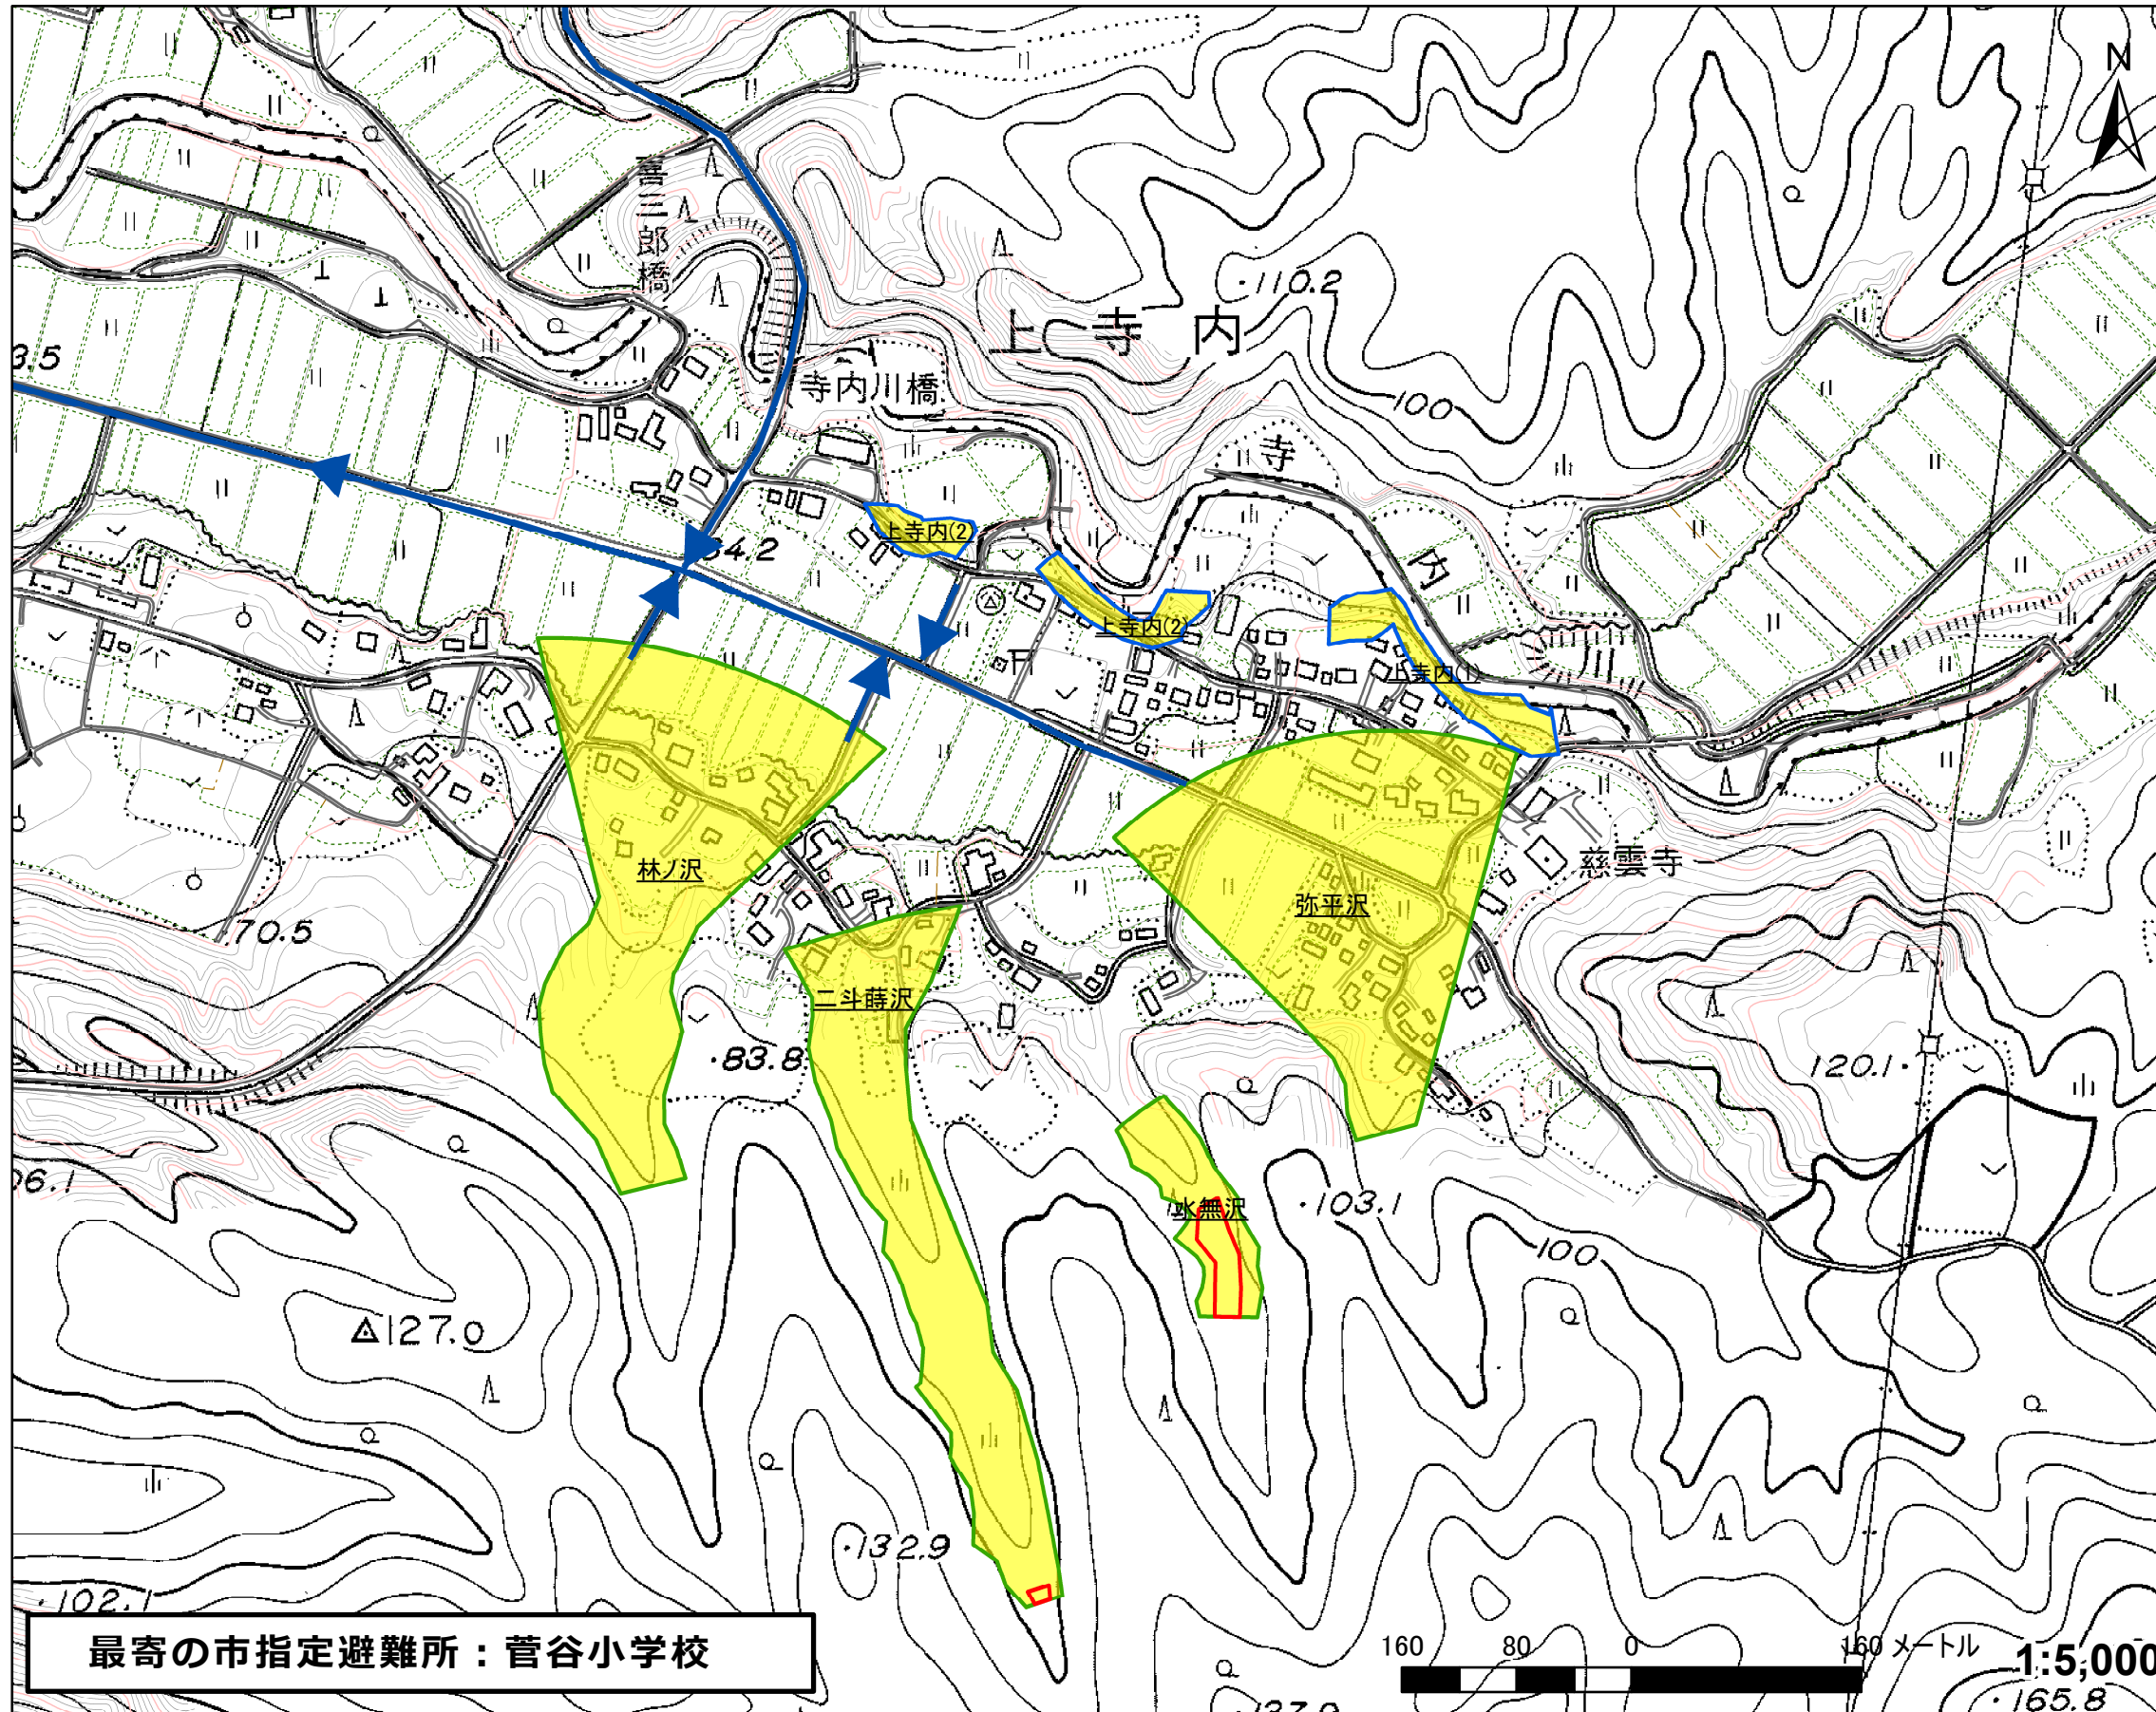 N
喜三郎橋
・110.2
上寺内
3.5
寺内川橋
100
寺
上寺内(2)
84.2
内
上寺内(2)
上寺内(1)
林ノ沢
慈雲寺
弥平沢
70.5
二斗蒔沢
・83.8
120.1・
06.1
水無沢
・103.1
100
127.0
・132.9
・102.1
最寄の市指定避難所：菅谷小学校
160 80 0 160 メートル
1:5,000
・165.8